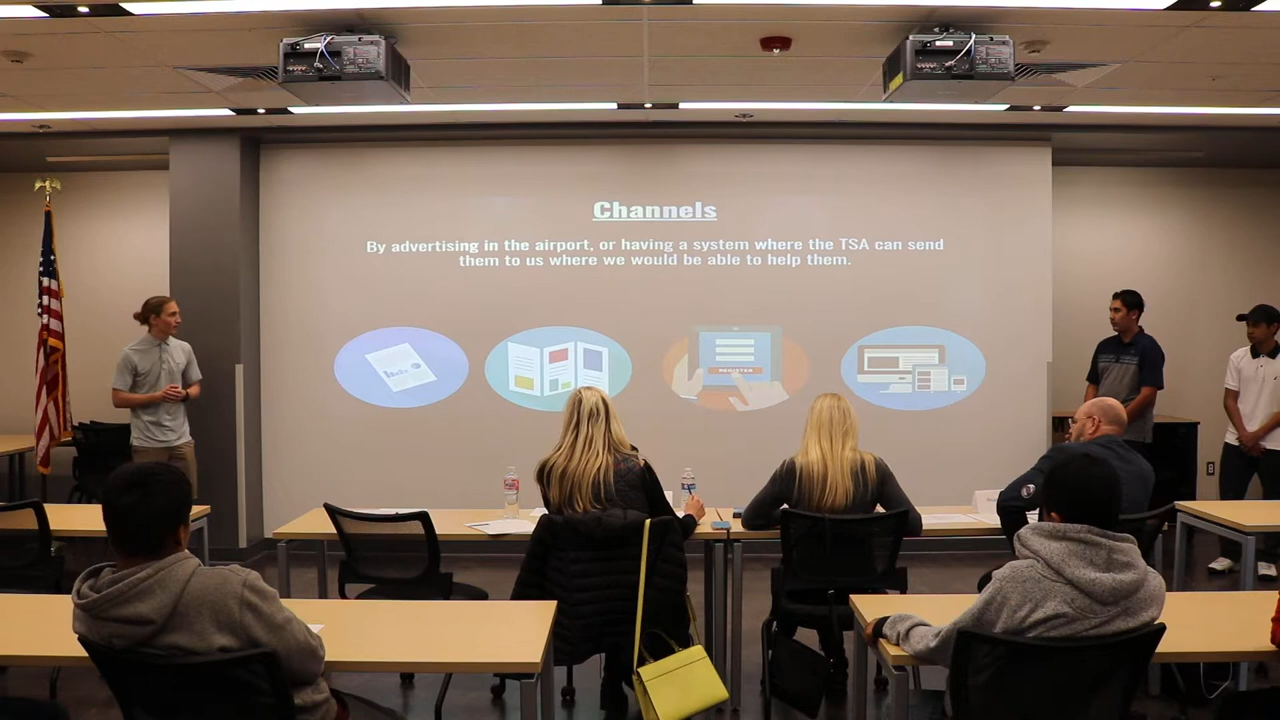 Channels
By advertising in the airport, or having a system where the TSA can send
them to us where we would be able to help them.
REGISTER